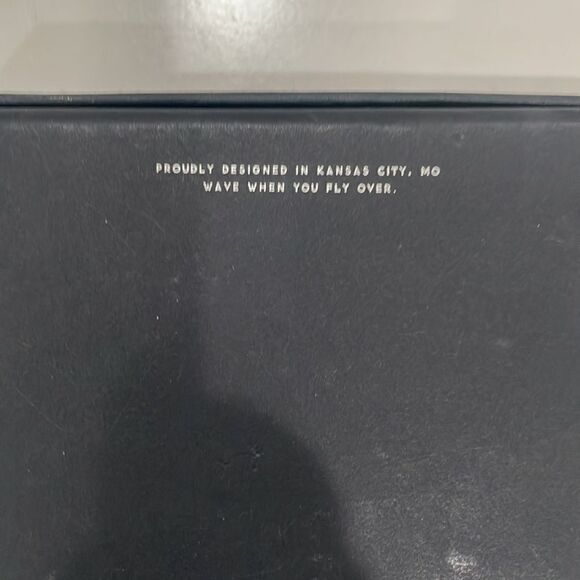 PROUDLY DESIGNED IN KANSAS CITY, MO
WAVE WHEN YOU FLY OVER.